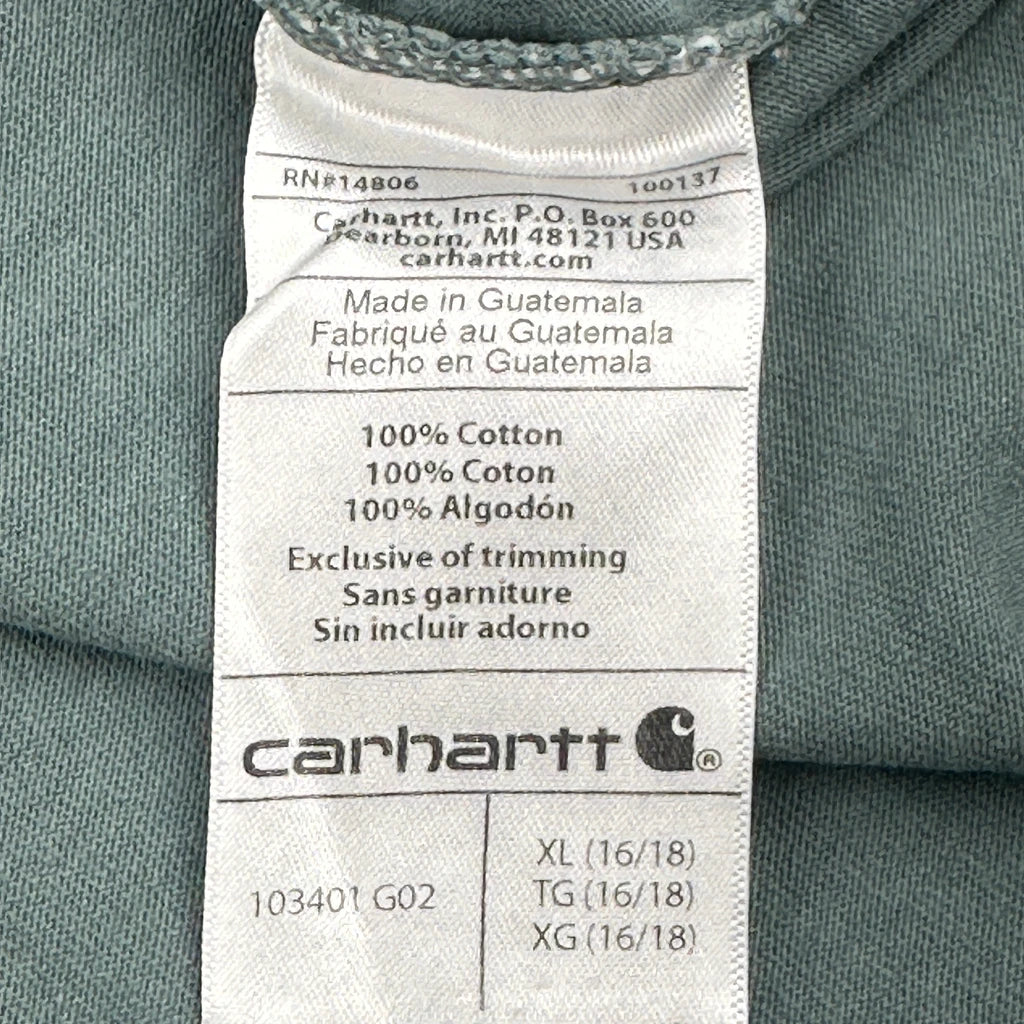 RN#14806 100137
Carhartt, Inc. P.O. Box 600
Dearborn, MI 48121 USA
carhartt.com
Made in Guatemala
Fabriqué au Guatemala
Hecho en Guatemala
100% Cotton
100% Coton
100% Algodón
Exclusive of trimming
Sans garniture
Sin incluir adorno
carhartt ®
103401 G02
XL (16/18)
TG (16/18)
XG (16/18)